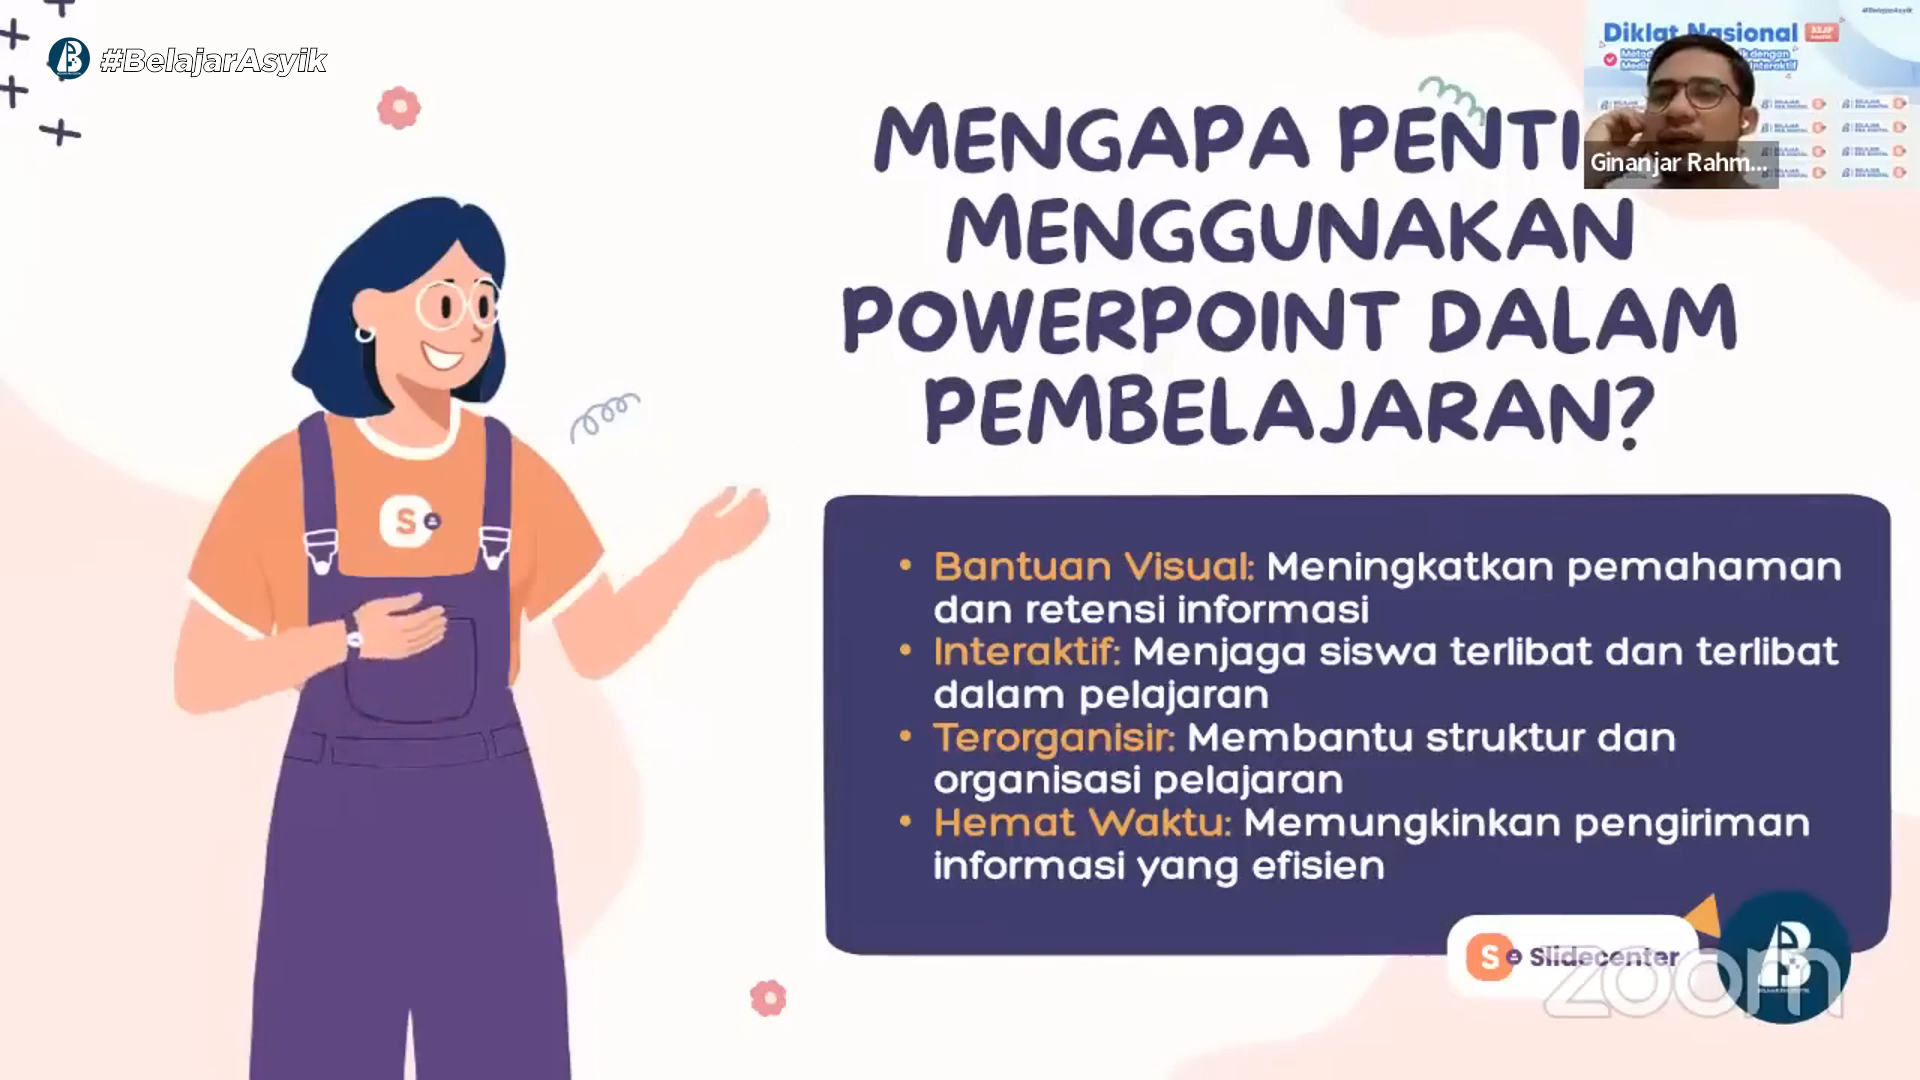 #BelajarAsyik
#BelajarAsyik
Diklat Nasional
MENGAPA PENTI
Ginanjar Rahm...
MENGGUNAKAN
POWERPOINT DALAM
PEMBELAJARAN?
S
• Bantuan Visual: Meningkatkan pemahaman
dan retensi informasi
• Interaktif: Menjaga siswa terlibat dan terlibat
dalam pelajaran
• Terorganisir: Membantu struktur dan
organisasi pelajaran
• Hemat Waktu: Memungkinkan pengiriman
informasi yang efisien
S Slidecenter
zoom